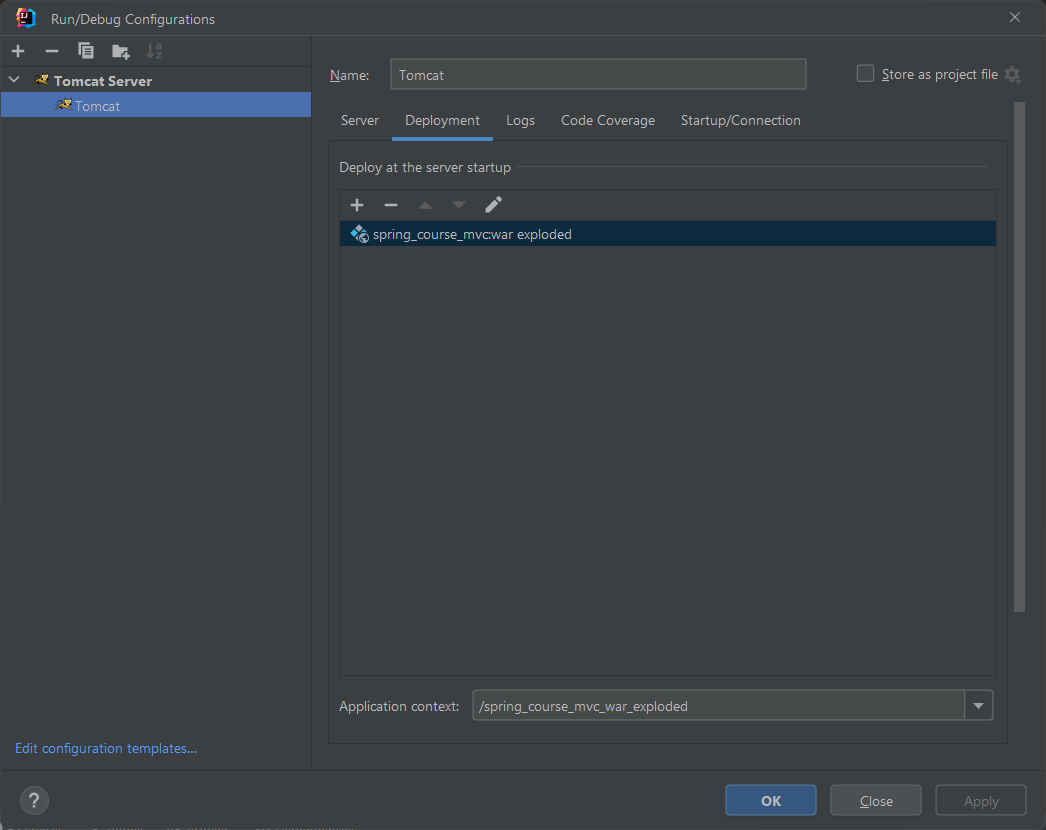 Run/Debug Configurations
Tomcat Server
Tomcat
Name:
Tomcat
Store as project file
Server
Deployment
Logs
Code Coverage
Startup/Connection
Deploy at the server startup
spring_course_mvc:war exploded
Application context:
/spring_course_mvc_war_exploded
Edit configuration templates...
?
OK
Close
Apply